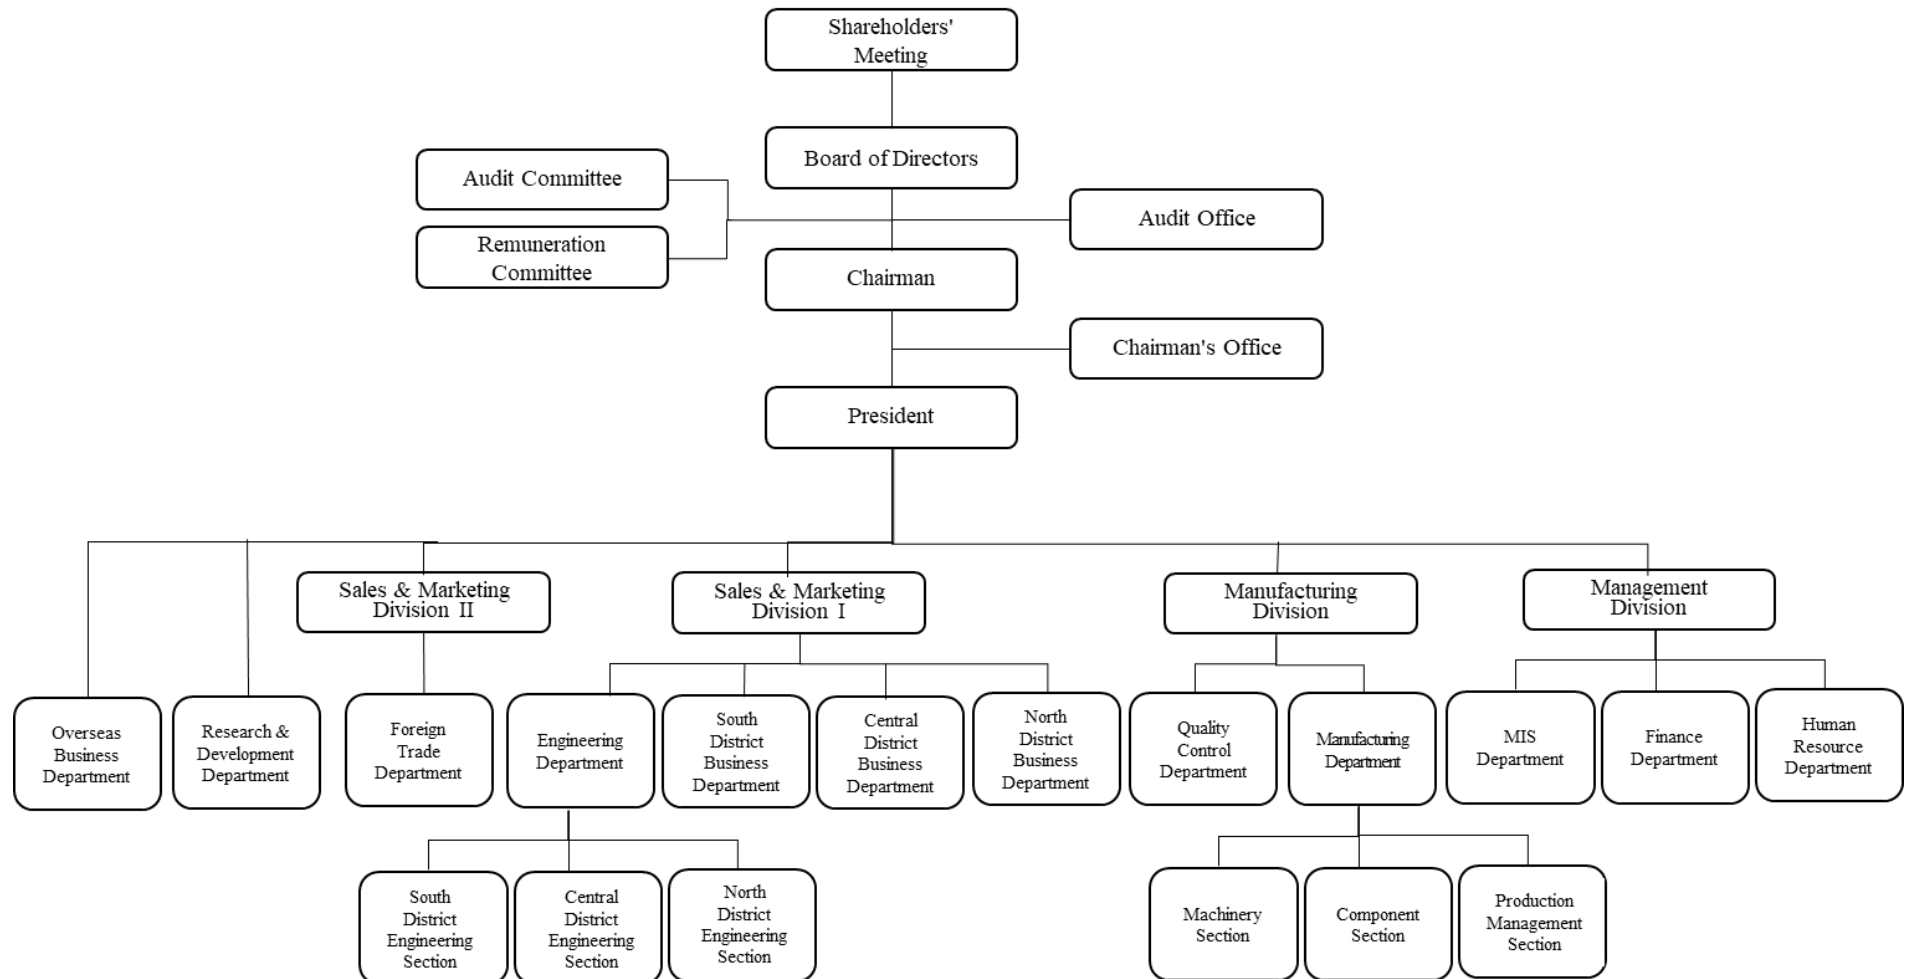 Shareholders'
Meeting
Board of Directors
Audit Committee
Remuneration
Committee
Audit Office
Chairman
Chairman's Office
President
Sales & Marketing
Division II
Sales & Marketing
Division I
Manufacturing
Division
Management
Division
Overseas
Business
Department
Research &
Development
Department
Foreign
Trade
Department
Engineering
Department
South
District
Business
Department
Central
District
Business
Department
North
District
Business
Department
Quality
Control
Department
Manufacturing
Department
MIS
Department
Finance
Department
Human
Resource
Department
South
District
Engineering
Section
Central
District
Engineering
Section
North
District
Engineering
Section
Machinery
Section
Component
Section
Production
Management
Section